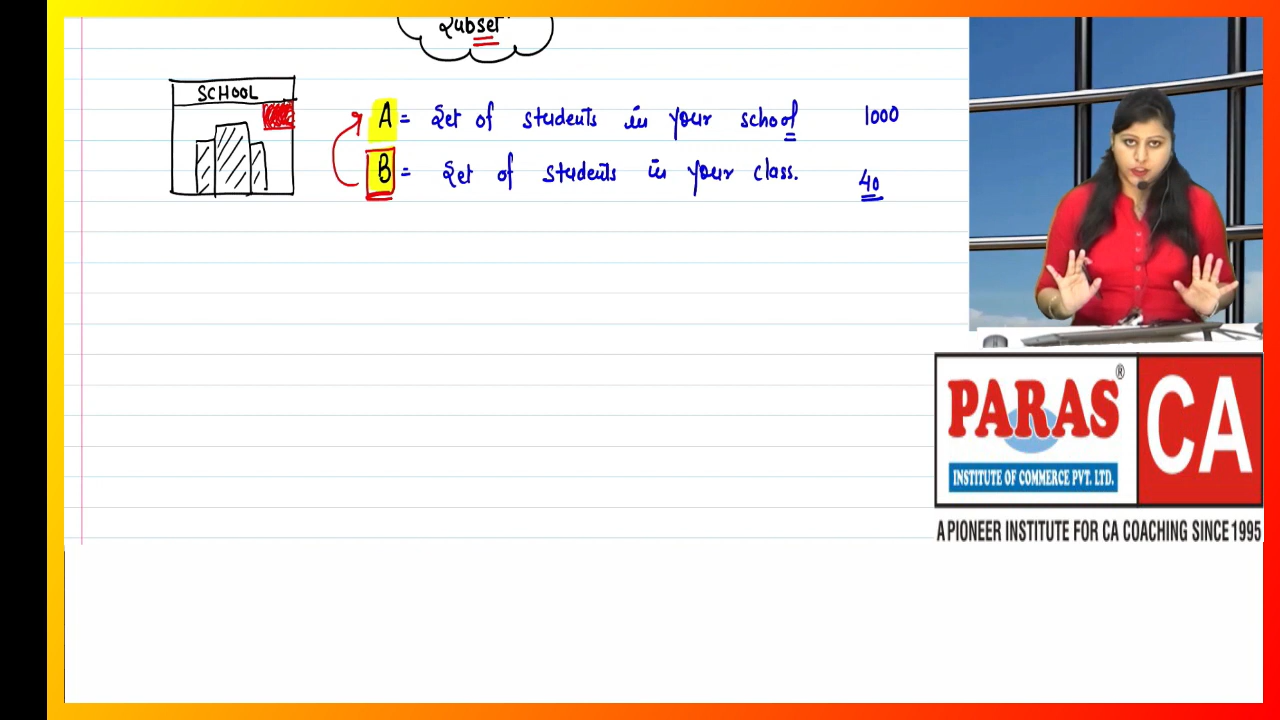 Subset
SCHOOL
A = Set of students in your school 1000
B = Set of students in your class. 40
PARAS®
INSTITUTE OF COMMERCE PVT. LTD.
CA
A PIONEER INSTITUTE FOR CA COACHING SINCE 1995